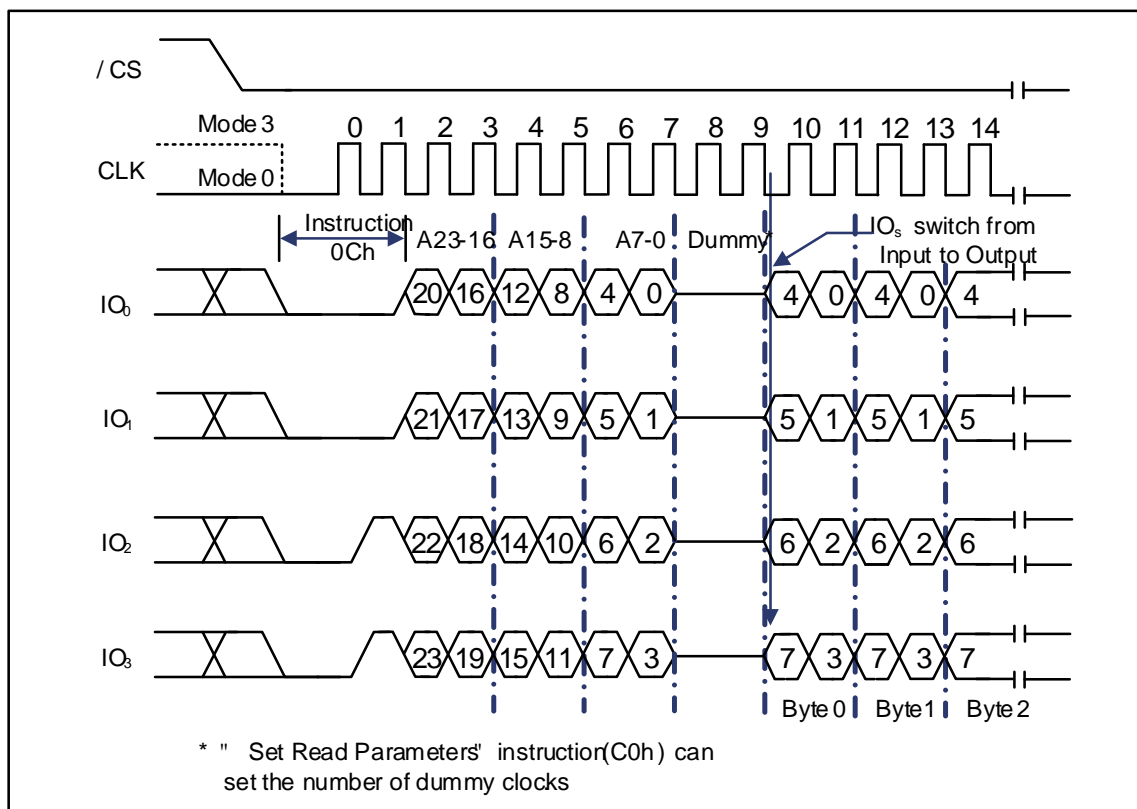 / CS
Mode 3
0 1 2 3 4 5 6 7 8 9 10 11 12 13 14
CLK
Mode 0
Instruction
0Ch
A23-16 A15-8 A7-0 Dummy*
IOs switch from
Input to Output
IO0
20 16 12 8 4 0 4 0 4 0 4
IO1
21 17 13 9 5 1 5 1 5 1 5
IO2
22 18 14 10 6 2 6 2 6 2 6
IO3
23 19 15 11 7 3 7 3 7 3 7
Byte 0 Byte 1 Byte 2
* " Set Read Parameters" instruction(C0h) can
set the number of dummy clocks